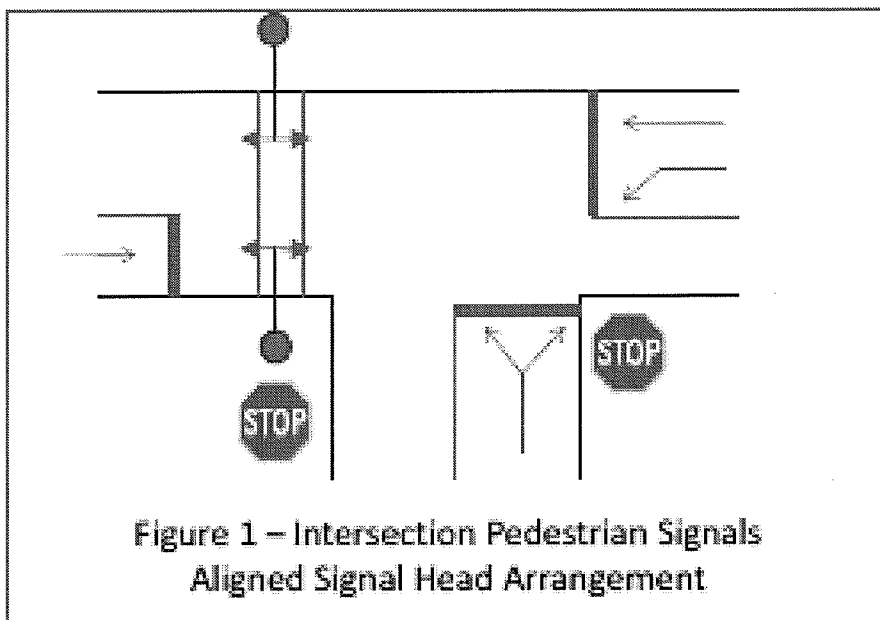 STOP
STOP
Figure 1 – Intersection Pedestrian Signals
Aligned Signal Head Arrangement